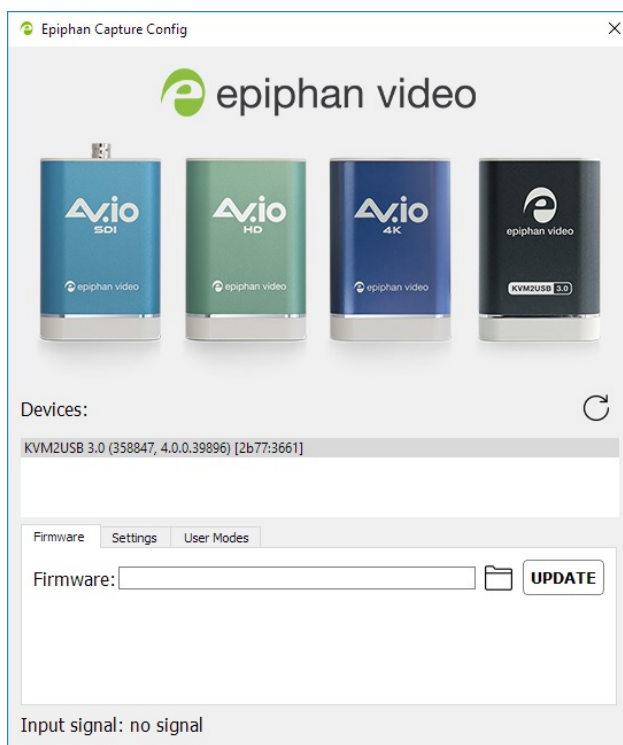 Epiphan Capture Config
epiphan video
AV.io
SDI
epiphan video
AV.io
HD
epiphan video
AV.io
4K
epiphan video
epiphan video
KVM2USB 3.0
Devices:
KVM2USB 3.0 (358847, 4.0.0.39896) [2b77:3661]
Firmware Settings User Modes
Firmware: UPDATE
Input signal: no signal